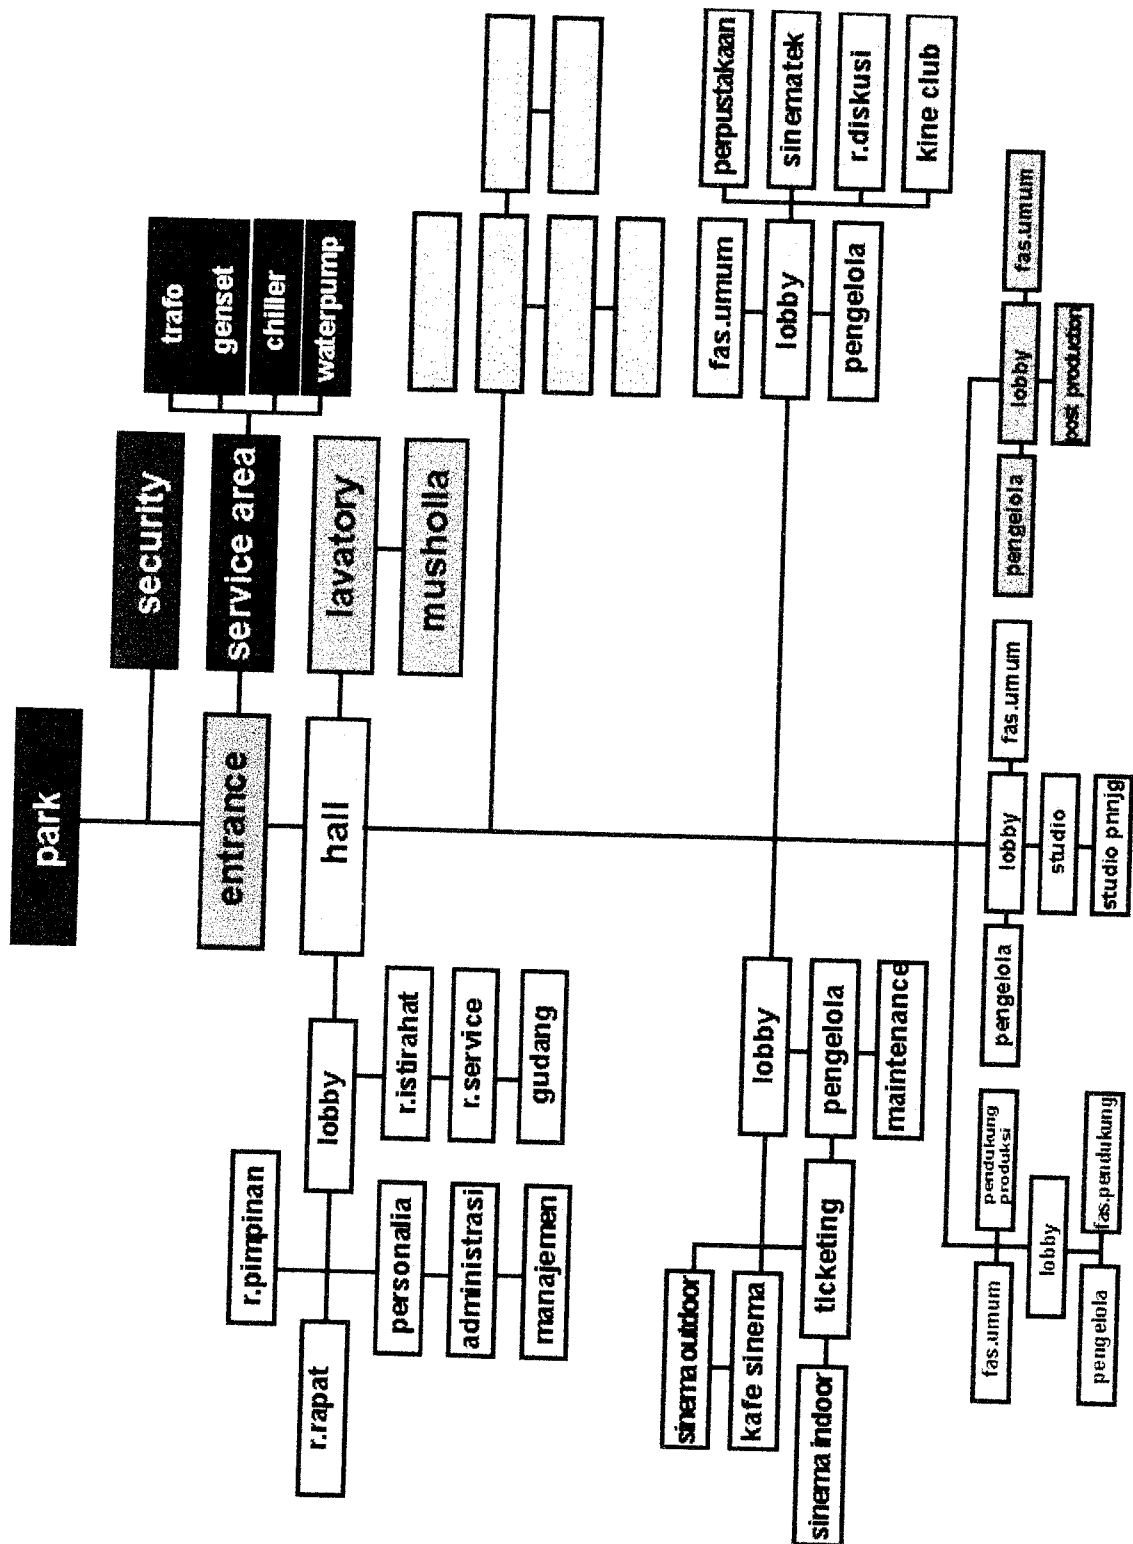 park
security
entrance
service area
trafo
genset
chiller
waterpump
hall
lavatory
musholla
lobby
r.pimpinan
r.rapat
personalia
administrasi
manajemen
r.istirahat
r.service
gudang
fas.umum
lobby
pengelola
perpustakaan
sinematek
r.diskusi
kine club
lobby
pengelola
maintenance
sinema outdoor
kafe sinema
ticketing
sinema indoor
fas.umum
pendukung
produksi
lobby
pengelola
fas.pendukung
pengelola
lobby
fas.umum
studio
studio pnnjg
pengelola
lobby
fas.umum
post production